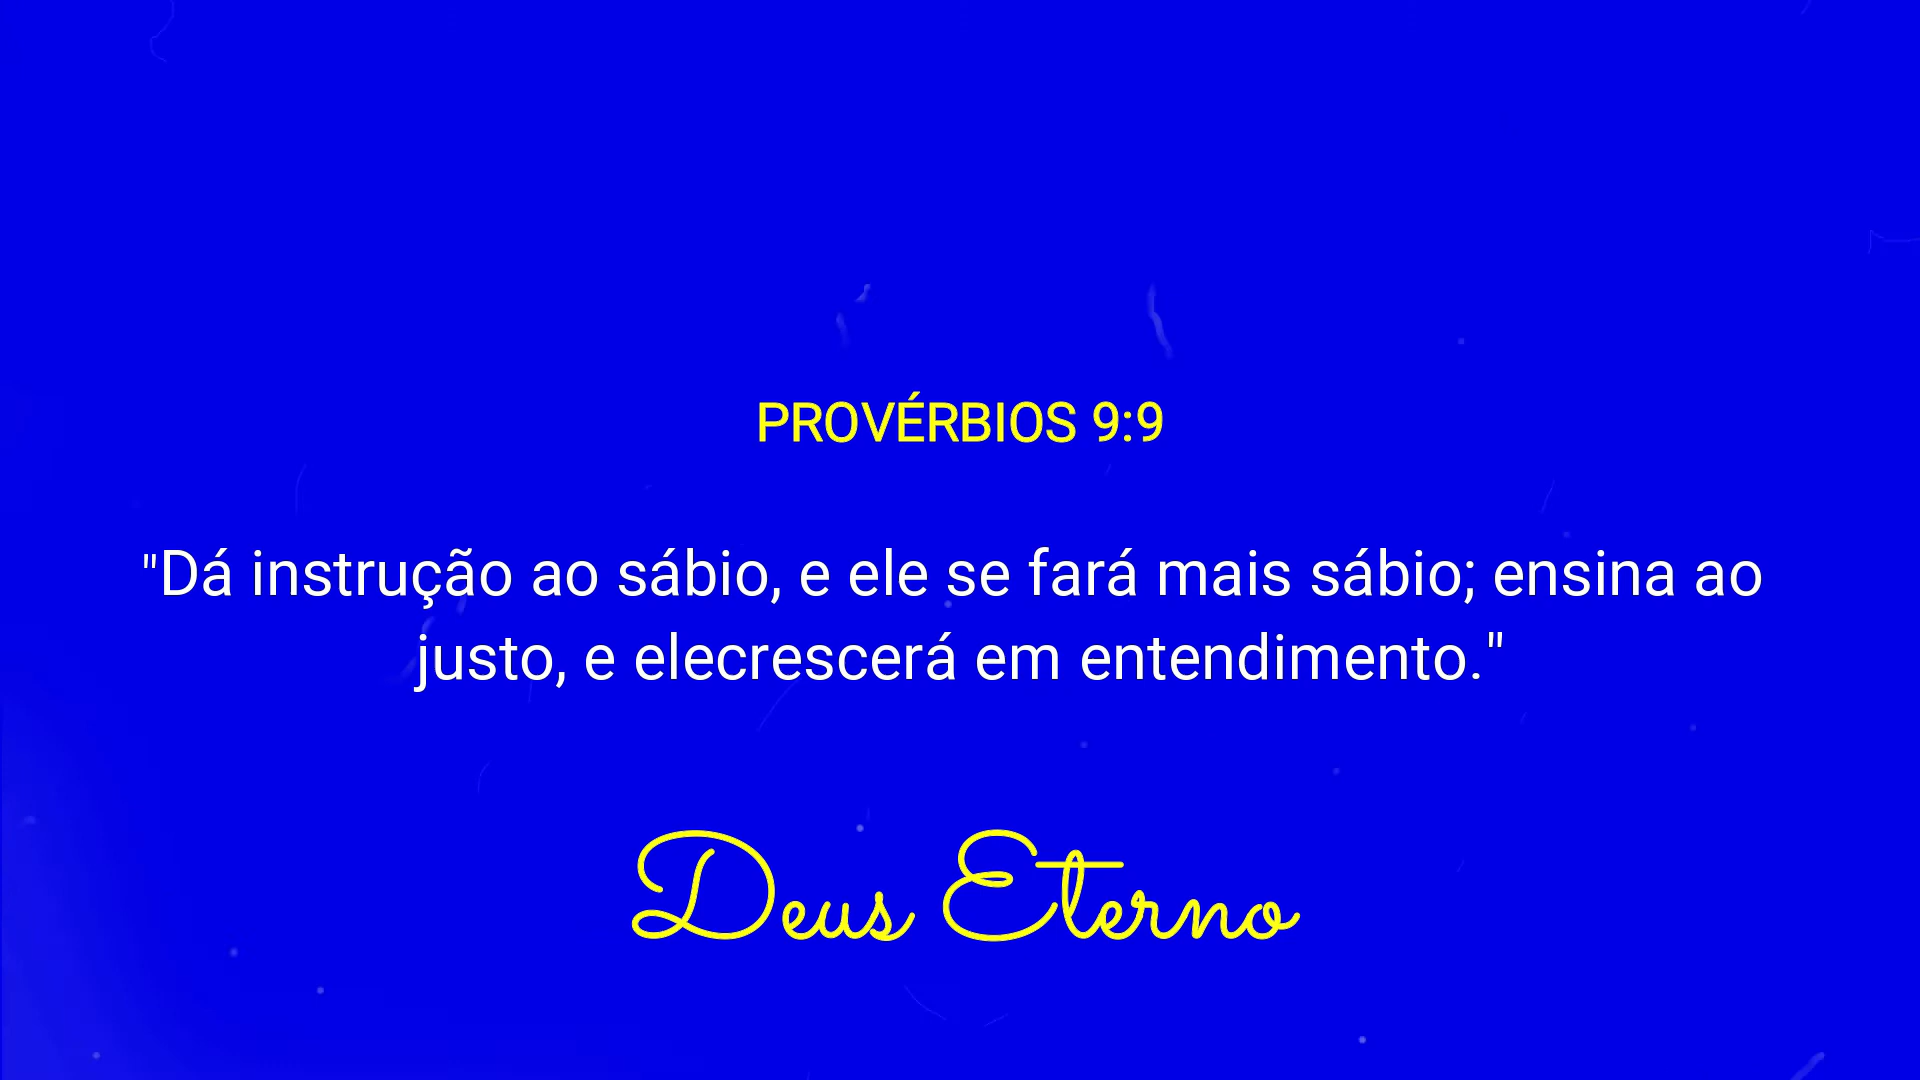 PROVÉRBIOS 9:9
"Dá instrução ao sábio, e ele se fará mais sábio; ensina ao
justo, e elecrescerá em entendimento."
Deus Eterno